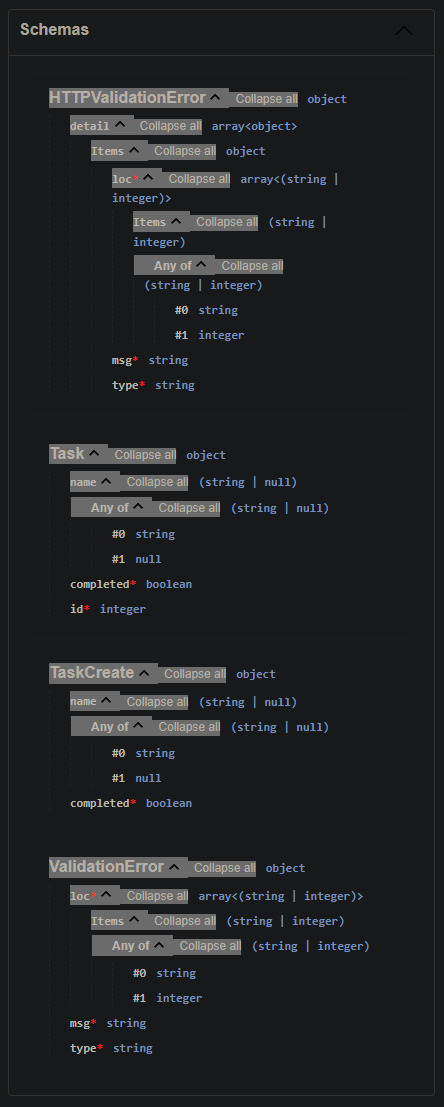 Schemas
HTTPValidationError Collapse all object
detail Collapse all array<object>
Items Collapse all object
loc* Collapse all array<(string |
integer)>
Items Collapse all (string |
integer)
Any of Collapse all
(string | integer)
#0 string
#1 integer
msg* string
type* string
Task Collapse all object
name Collapse all (string | null)
Any of Collapse all (string | null)
#0 string
#1 null
completed* boolean
id* integer
TaskCreate Collapse all object
name Collapse all (string | null)
Any of Collapse all (string | null)
#0 string
#1 null
completed* boolean
ValidationError Collapse all object
loc* Collapse all array<(string | integer)>
Items Collapse all (string | integer)
Any of Collapse all (string | integer)
#0 string
#1 integer
msg* string
type* string